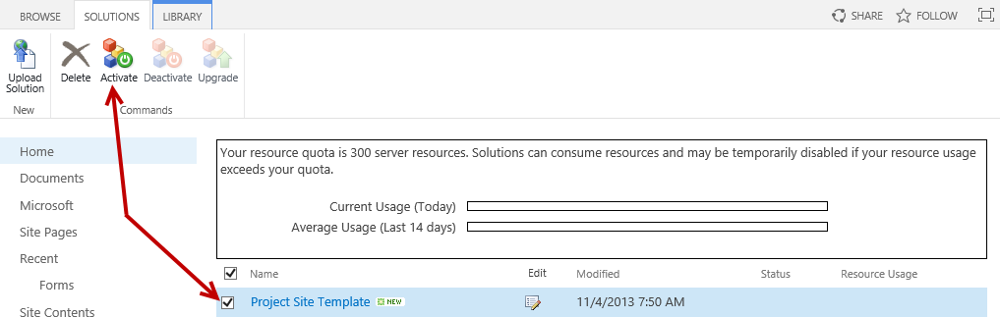 BROWSE SOLUTIONS LIBRARY SHARE FOLLOW
Upload Solution
Delete Activate Deactivate Upgrade
New Commands
Home
Documents
Microsoft
Site Pages
Recent
Forms
Site Contents
Your resource quota is 300 server resources. Solutions can consume resources and may be temporarily disabled if your resource usage
exceeds your quota.
Current Usage (Today)
Average Usage (Last 14 days)
Name Edit Modified Status Resource Usage
Project Site Template NEW 11/4/2013 7:50 AM